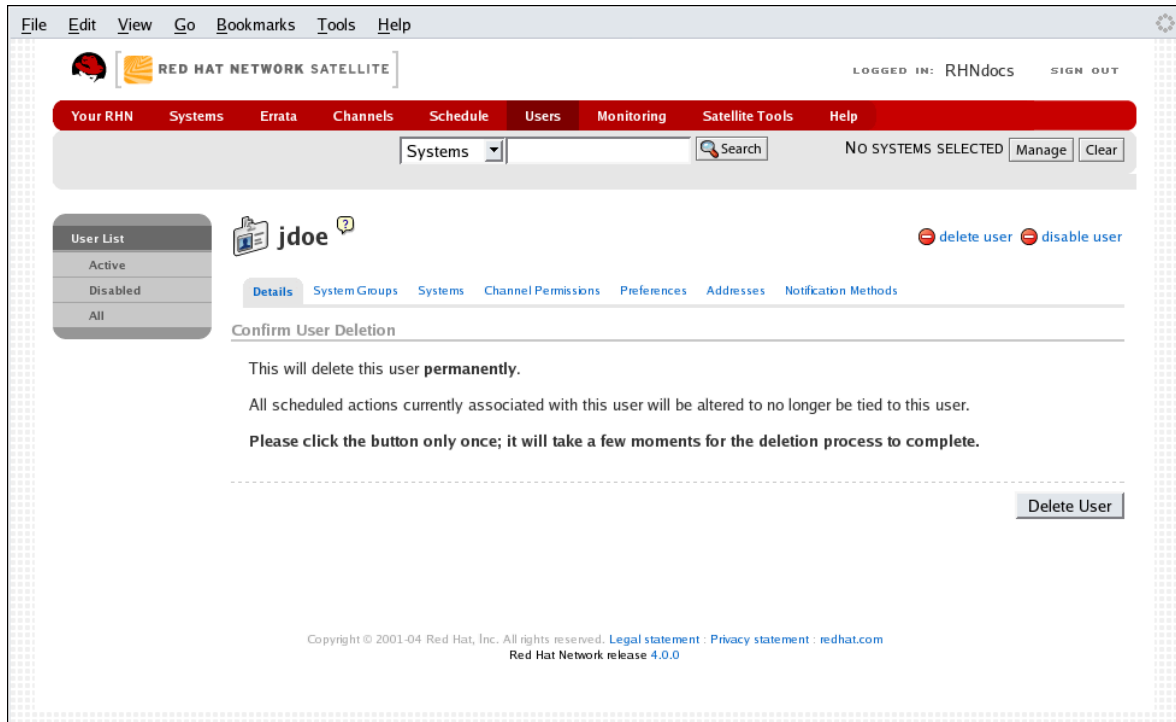 File Edit View Go Bookmarks Tools Help
RED HAT NETWORK SATELLITE
LOGGED IN: RHNdocs SIGN OUT
Your RHN Systems Errata Channels Schedule Users Monitoring Satellite Tools Help
Systems Search NO SYSTEMS SELECTED Manage Clear
User List
Active
Disabled
All
jdoe ?
delete user disable user
Details System Groups Systems Channel Permissions Preferences Addresses Notification Methods
Confirm User Deletion
This will delete this user permanently.
All scheduled actions currently associated with this user will be altered to no longer be tied to this user.
Please click the button only once; it will take a few moments for the deletion process to complete.
Delete User
Copyright © 2001-04 Red Hat, Inc. All rights reserved. Legal statement : Privacy statement : redhat.com
Red Hat Network release 4.0.0